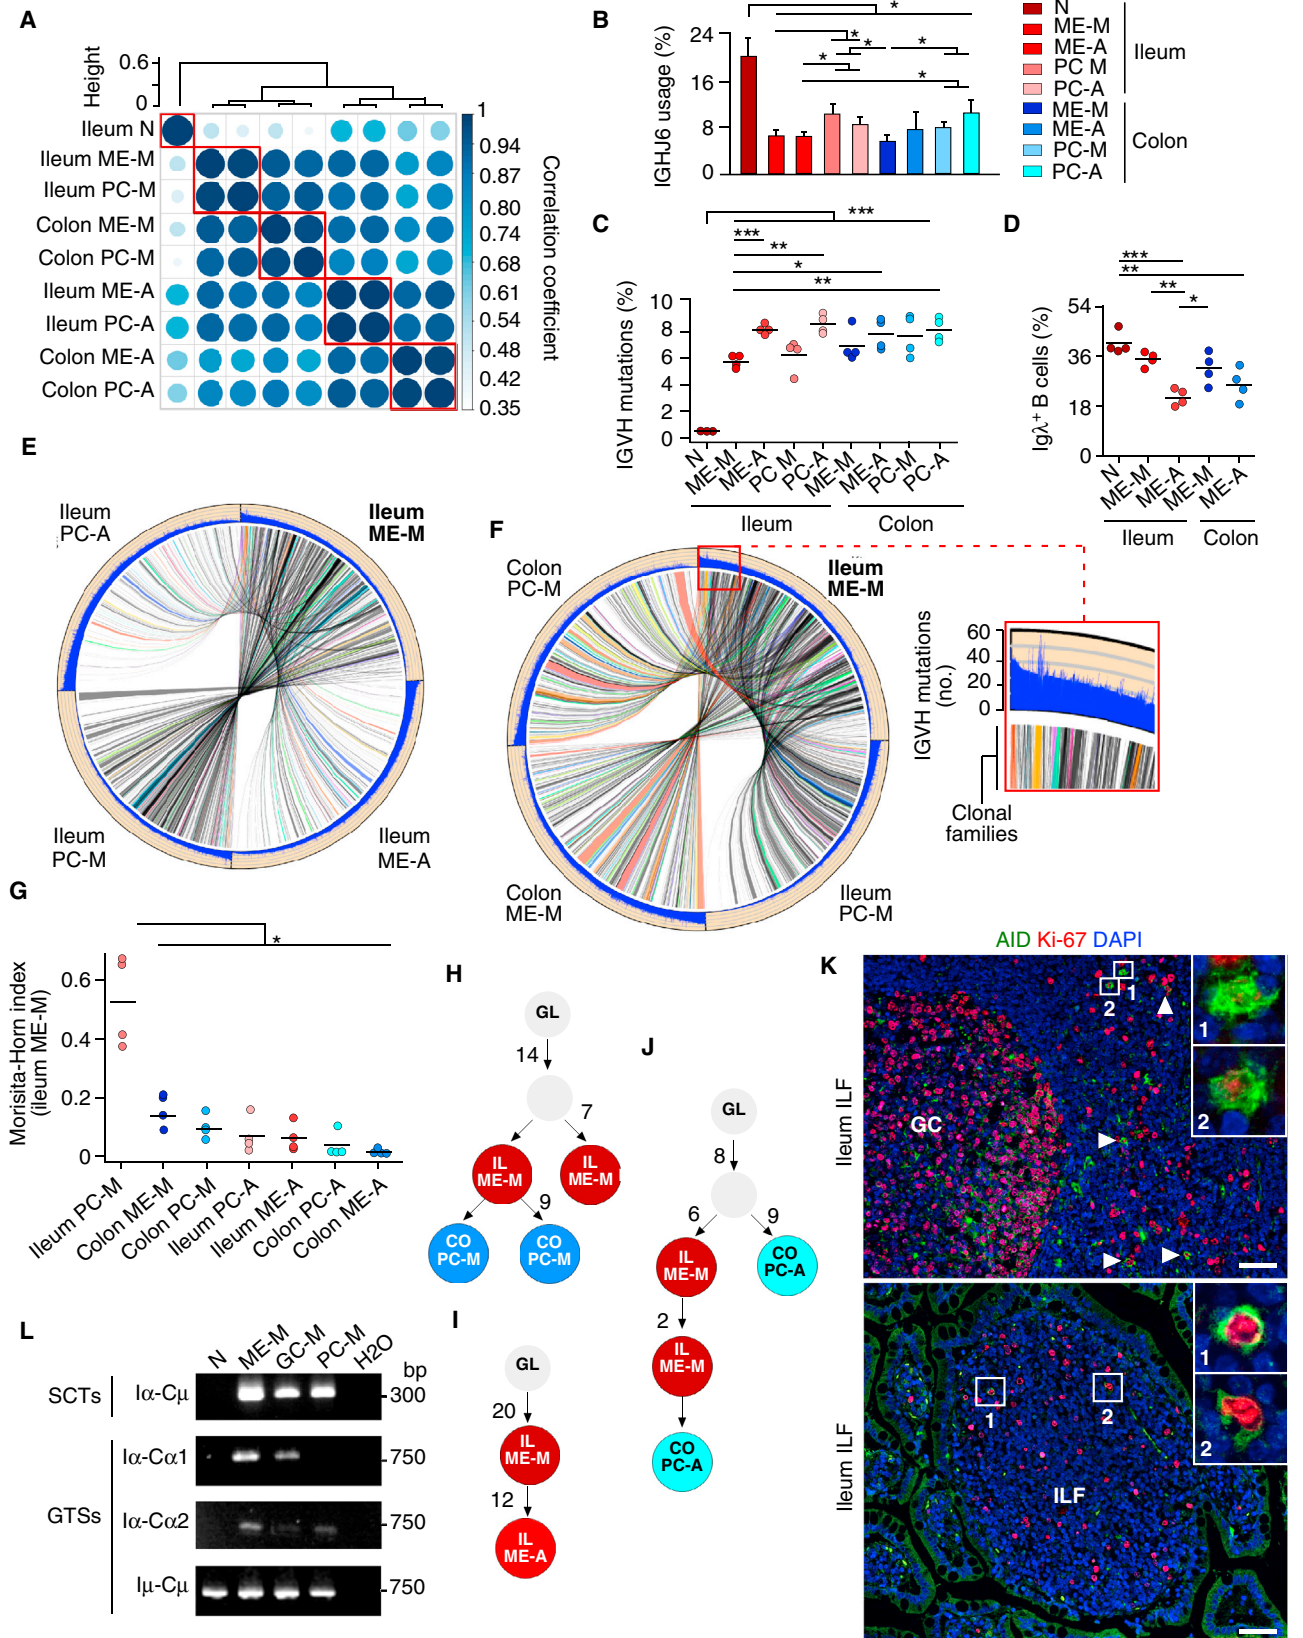 A
Height
0.6
0
Ileum N
Ileum ME-M
Ileum PC-M
Colon ME-M
Colon PC-M
Ileum ME-A
Ileum PC-A
Colon ME-A
Colon PC-A
1
0.94
0.87
0.80
0.74
0.68
0.61
0.54
0.48
0.42
0.35
Correlation coefficient
B
IGHJ6 usage (%)
24
16
8
0
*
*
*
*
*
*
N
ME-M
ME-A
PC M
PC-A
ME-M
ME-A
PC-M
PC-A
Ileum
Colon
C
IGVH mutations (%)
10
8
6
4
2
0
***
***
**
*
**
N
ME-M
ME-A
PC M
PC-A
ME-M
ME-A
PC-M
PC-A
Ileum
Colon
D
Igλ+ B cells (%)
54
36
18
0
***
**
**
*
N
ME-M
ME-A
ME-M
ME-A
Ileum
Colon
E
Ileum
PC-A
Ileum
ME-M
Ileum
PC-M
Ileum
ME-A
F
Colon
PC-M
Ileum
ME-M
Colon
ME-M
Ileum
PC-M
IGVH mutations
(no.)
60
40
20
0
Clonal
families
G
Morisita-Horn index
(ileum ME-M)
0.6
0.4
0.2
0
*
Ileum PC-M
Colon ME-M
Colon PC-M
Ileum PC-A
Ileum ME-A
Colon PC-A
Colon ME-A
H
GL
14
7
IL
ME-M
IL
ME-M
9
CO
PC-M
CO
PC-M
I
GL
20
IL
ME-M
12
IL
ME-A
J
GL
8
6
9
IL
ME-M
CO
PC-A
2
IL
ME-M
CO
PC-A
K
AID Ki-67 DAPI
Ileum ILF
GC
1
2
1
2
Ileum ILF
ILF
1
2
1
2
L
N
ME-M
GC-M
PC-M
H2O
bp
SCTs
Iα-Cμ
300
GTSs
Iα-Cα1
750
Iα-Cα2
750
Iμ-Cμ
750